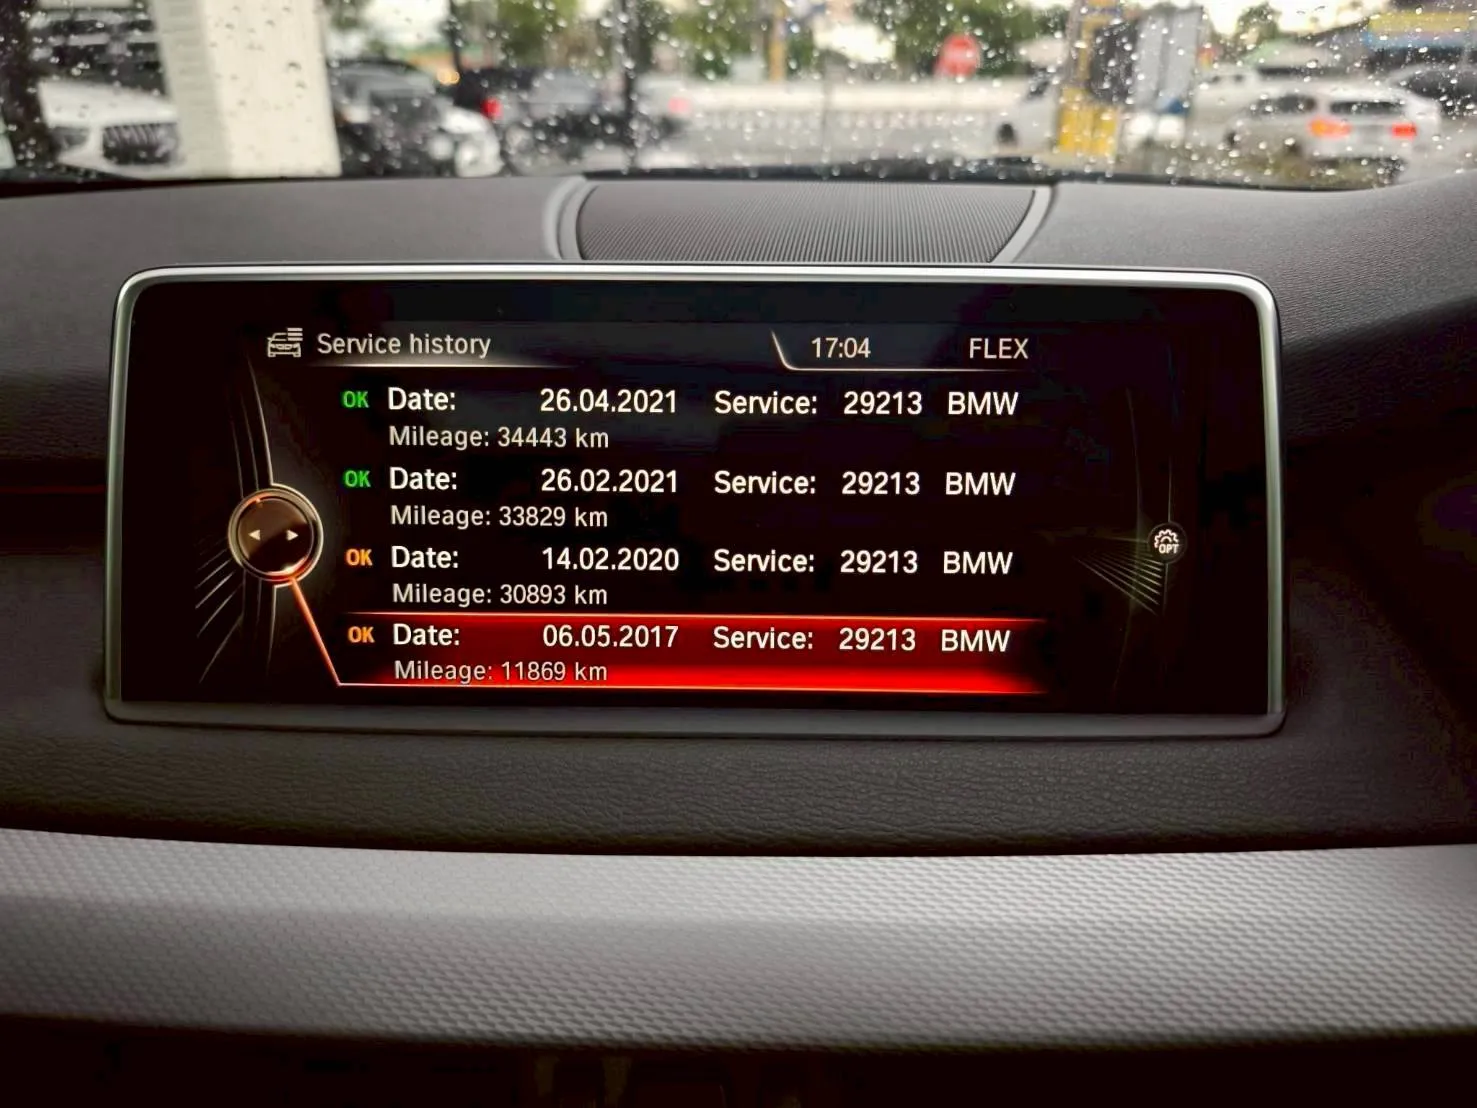 Service history 17:04 FLEX
OK Date: 26.04.2021 Service: 29213 BMW
Mileage: 34443 km
OK Date: 26.02.2021 Service: 29213 BMW
Mileage: 33829 km
OK Date: 14.02.2020 Service: 29213 BMW
Mileage: 30893 km
OK Date: 06.05.2017 Service: 29213 BMW
Mileage: 11869 km
OPT